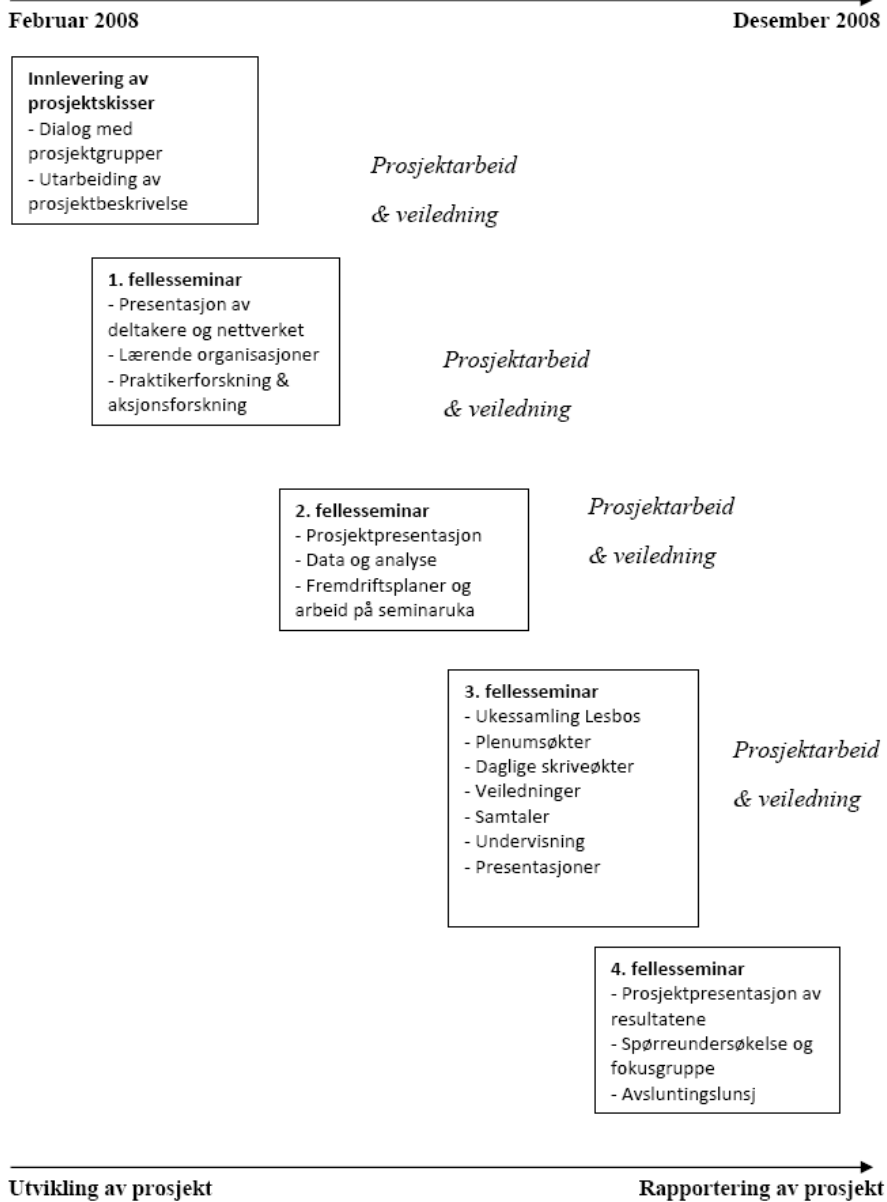 Februar 2008
Desember 2008
Innlevering av
prosjektskisser
- Dialog med
prosjektgrupper
- Utarbeiding av
prosjektbeskrivelse
Prosjektarbeid
& veiledning
1. fellesseminar
- Presentasjon av
deltakere og nettverket
- Lærende organisasjoner
- Praktikerforskning &
aksjonsforskning
Prosjektarbeid
& veiledning
2. fellesseminar
- Prosjektpresentasjon
- Data og analyse
- Fremdriftsplaner og
arbeid på seminaruka
Prosjektarbeid
& veiledning
3. fellesseminar
- Ukessamling Lesbos
- Plenumsøkter
- Daglige skriveøkter
- Veiledninger
- Samtaler
- Undervisning
- Presentasjoner
Prosjektarbeid
& veiledning
4. fellesseminar
- Prosjektpresentasjon av
resultatene
- Spørreundersøkelse og
fokusgruppe
- Avsluntingslunsj
Utvikling av prosjekt
Rapportering av prosjekt